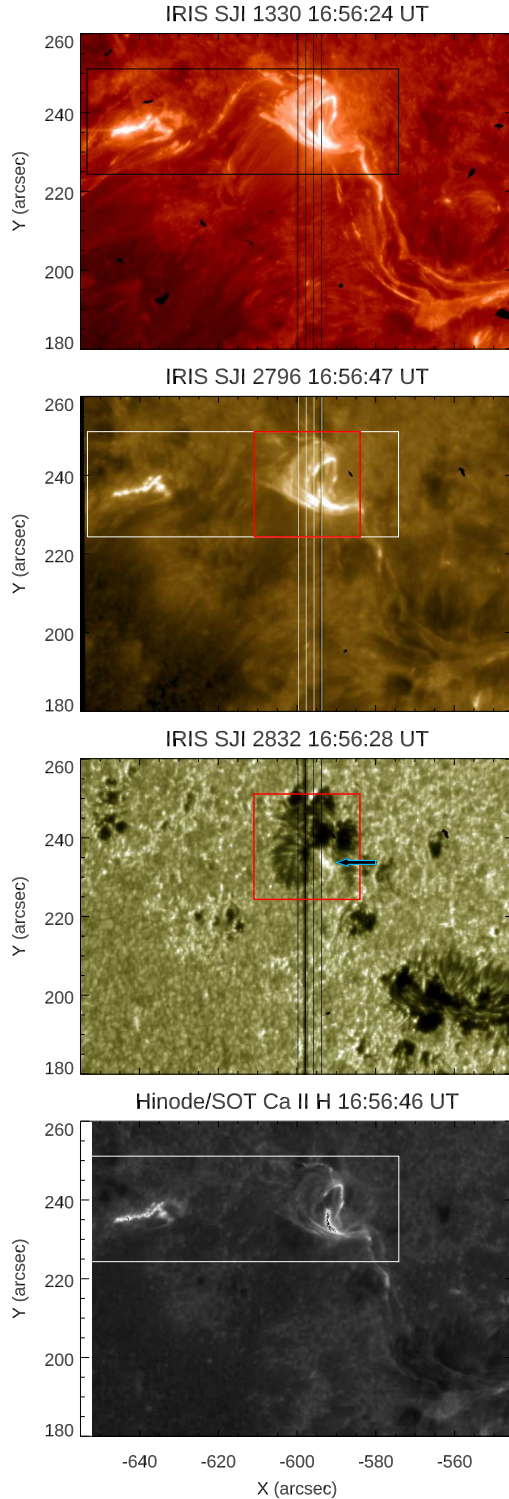 IRIS SJI 1330 16:56:24 UT
260
240
220
200
180
Y (arcsec)
IRIS SJI 2796 16:56:47 UT
260
240
220
200
180
Y (arcsec)
IRIS SJI 2832 16:56:28 UT
260
240
220
200
180
Y (arcsec)
Hinode/SOT Ca II H 16:56:46 UT
260
240
220
200
180
Y (arcsec)
-640 -620 -600 -580 -560
X (arcsec)